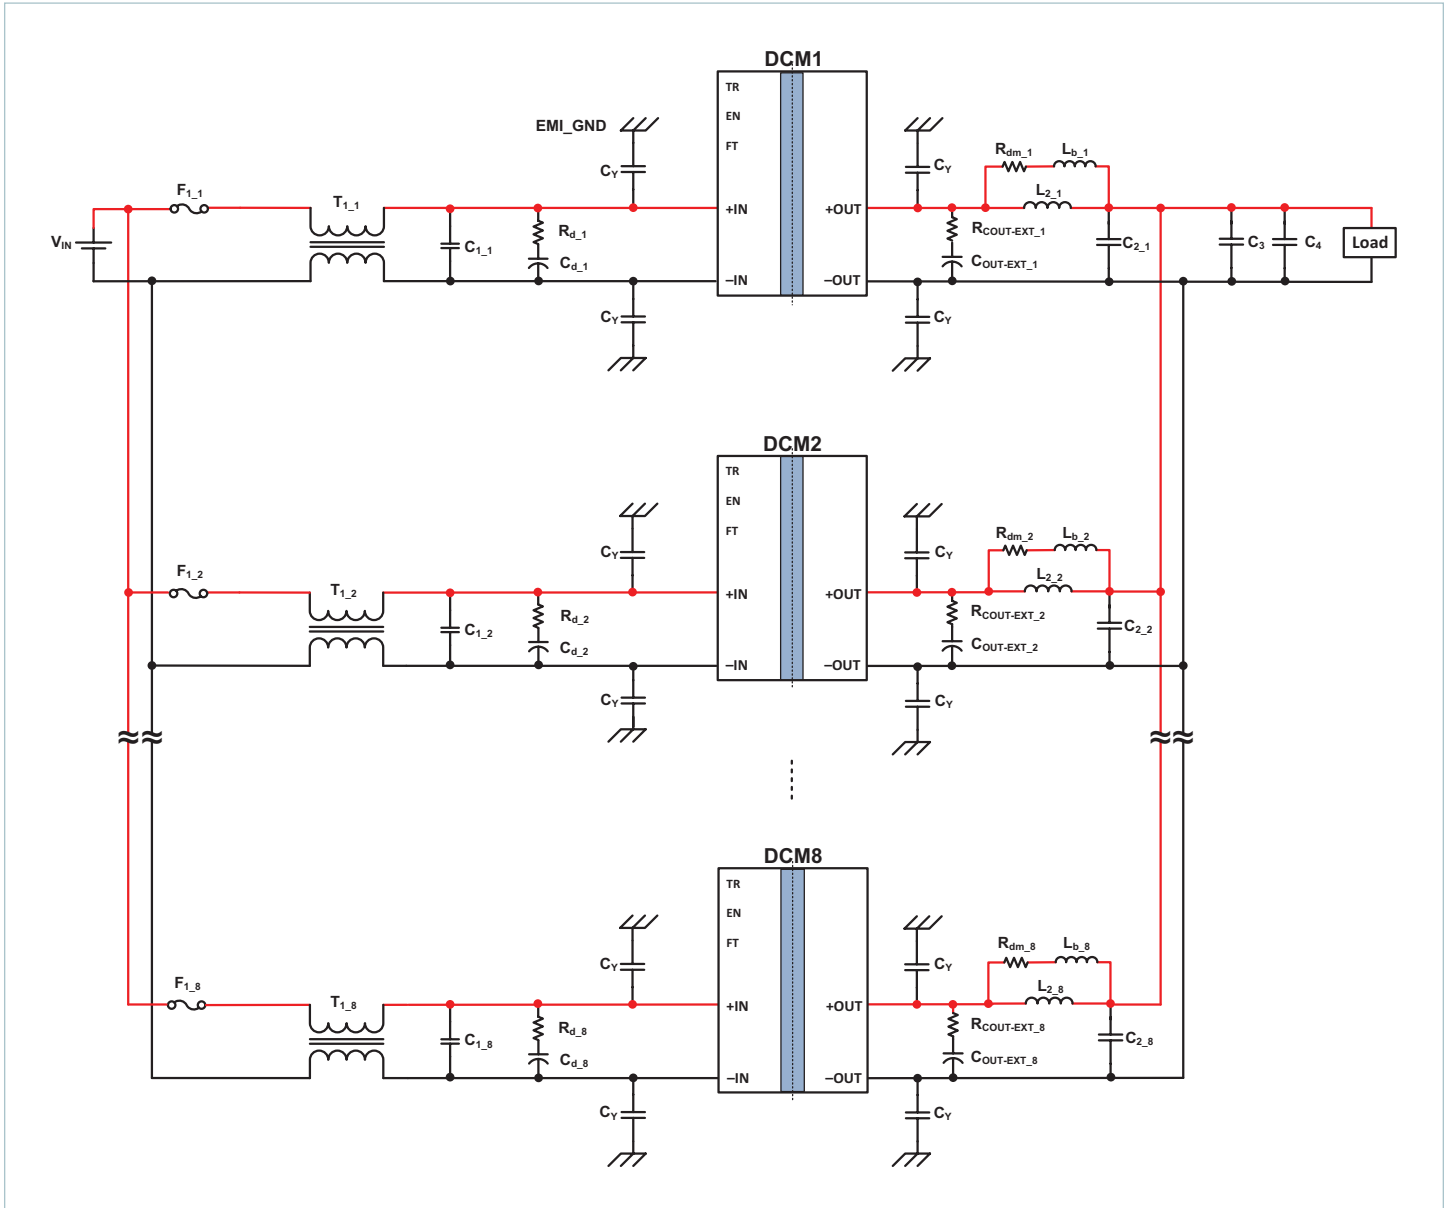 DCM1
TR
EN
FT
+IN
–IN
+OUT
–OUT
EMI_GND
CY
CY
CY
CY
VIN
F1_1
T1_1
C1_1
Rd_1
Cd_1
Rdm_1
Lb_1
L2_1
RCOUT-EXT_1
COUT-EXT_1
C2_1
C3
C4
Load
DCM2
TR
EN
FT
+IN
–IN
+OUT
–OUT
CY
CY
CY
CY
F1_2
T1_2
C1_2
Rd_2
Cd_2
Rdm_2
Lb_2
L2_2
RCOUT-EXT_2
COUT-EXT_2
C2_2
DCM8
TR
EN
FT
+IN
–IN
+OUT
–OUT
CY
CY
CY
CY
F1_8
T1_8
C1_8
Rd_8
Cd_8
Rdm_8
Lb_8
L2_8
RCOUT-EXT_8
COUT-EXT_8
C2_8